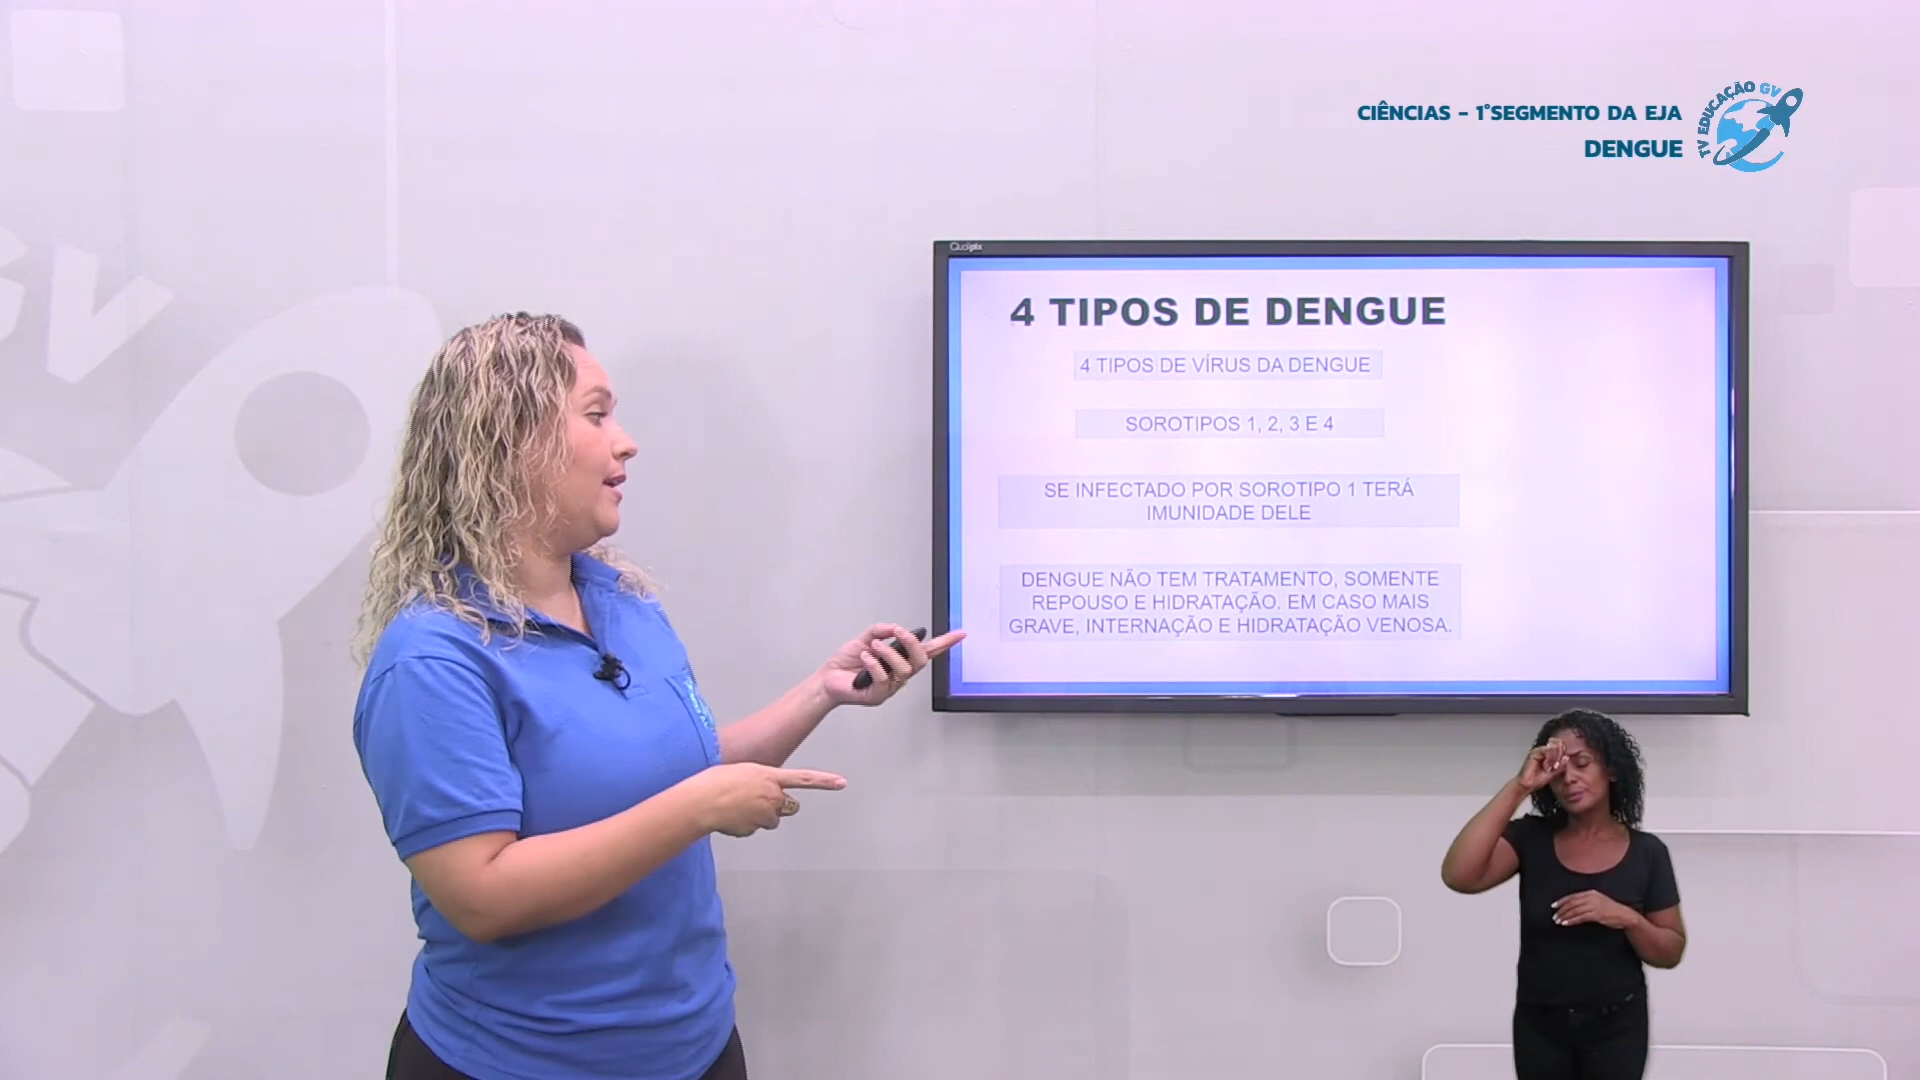 CIÊNCIAS - 1°SEGMENTO DA EJA
DENGUE
TV EDUCAÇÃO GV
GV
Qualipix
4 TIPOS DE DENGUE
4 TIPOS DE VÍRUS DA DENGUE
SOROTIPOS 1, 2, 3 E 4
SE INFECTADO POR SOROTIPO 1 TERÁ
IMUNIDADE DELE
DENGUE NÃO TEM TRATAMENTO, SOMENTE
REPOUSO E HIDRATAÇÃO. EM CASO MAIS
GRAVE, INTERNAÇÃO E HIDRATAÇÃO VENOSA.